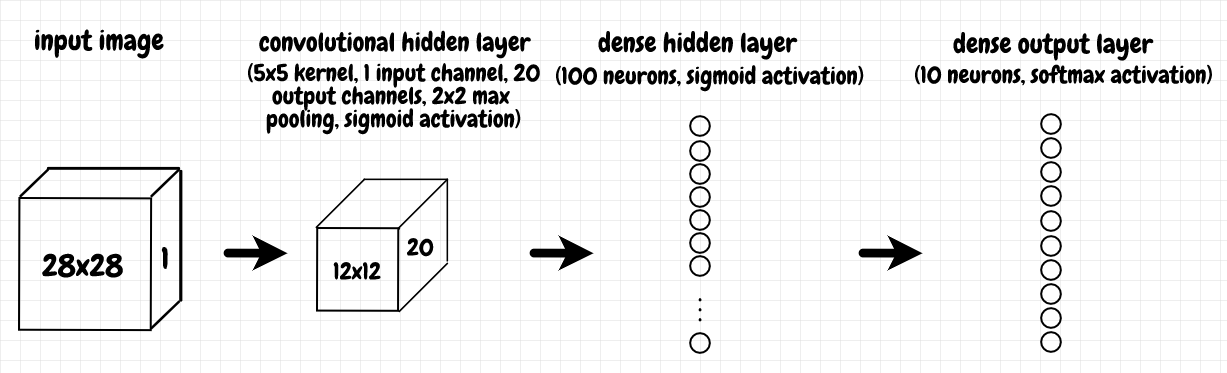 input image
convolutional hidden layer
(5x5 kernel, 1 input channel, 20
output channels, 2x2 max
pooling, sigmoid activation)
dense hidden layer
(100 neurons, sigmoid activation)
dense output layer
(10 neurons, softmax activation)
28x28
1
12x12
20